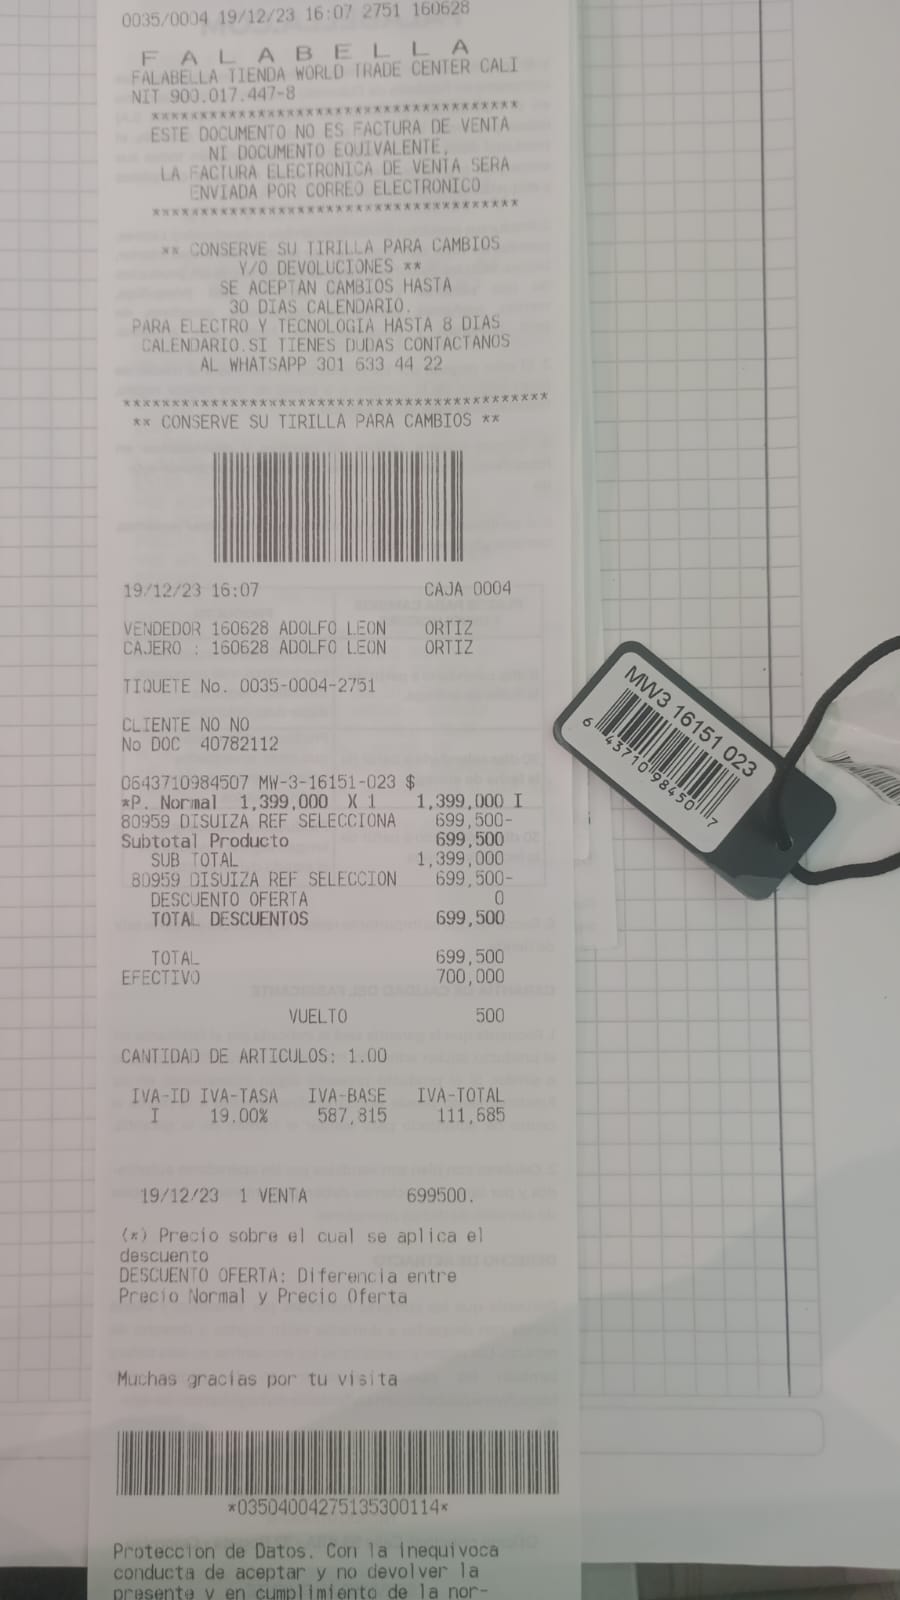 0035/0004 19/12/23 16:07 2751 160628
F A L A B E L L A
FALABELLA TIENDA WORLD TRADE CENTER CALI
NIT 900.017.447-8
*************************************
ESTE DOCUMENTO NO ES FACTURA DE VENTA
NI DOCUMENTO EQUIVALENTE,
LA FACTURA ELECTRONICA DE VENTA SERA
ENVIADA POR CORREO ELECTRONICO
*************************************
** CONSERVE SU TIRILLA PARA CAMBIOS
Y/O DEVOLUCIONES **
SE ACEPTAN CAMBIOS HASTA
30 DIAS CALENDARIO.
PARA ELECTRO Y TECNOLOGIA HASTA 8 DIAS
CALENDARIO.SI TIENES DUDAS CONTACTANOS
AL WHATSAPP 301 633 44 22
********************************************
** CONSERVE SU TIRILLA PARA CAMBIOS **
19/12/23 16:07 CAJA 0004
VENDEDOR 160628 ADOLFO LEON ORTIZ
CAJERO : 160628 ADOLFO LEON ORTIZ
TIQUETE No. 0035-0004-2751
CLIENTE NO NO
No DOC 40782112
0643710984507 MW-3-16151-023 $
*P. Normal 1,399,000 X 1 1,399,000 I
80959 DISUIZA REF SELECCIONA 699,500-
Subtotal Producto 699,500
SUB TOTAL 1,399,000
80959 DISUIZA REF SELECCION 699,500-
DESCUENTO OFERTA 0
TOTAL DESCUENTOS 699,500
TOTAL 699,500
EFECTIVO 700,000
VUELTO 500
CANTIDAD DE ARTICULOS: 1.00
IVA-ID IVA-TASA IVA-BASE IVA-TOTAL
I 19.00% 587,815 111,685
19/12/23 1 VENTA 699500.
(*) Precio sobre el cual se aplica el
descuento
DESCUENTO OFERTA: Diferencia entre
Precio Normal y Precio Oferta
Muchas gracias por tu visita
*03504004275135300114*
Proteccion de Datos. Con la inequivoca
conducta de aceptar y no devolver la
presente y en cumplimiento de la nor-
MW3 16151 023
6 43710 98450 7